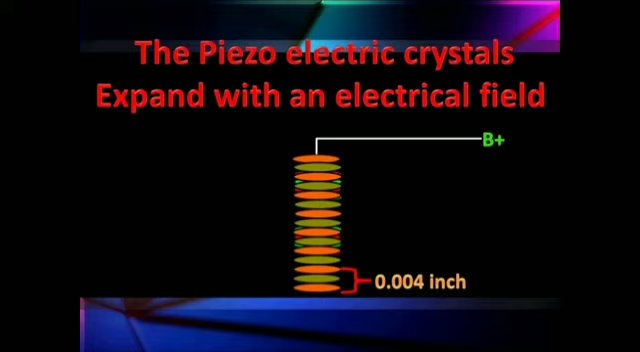 The Piezo electric crystals
Expand with an electrical field
B+
0.004 inch